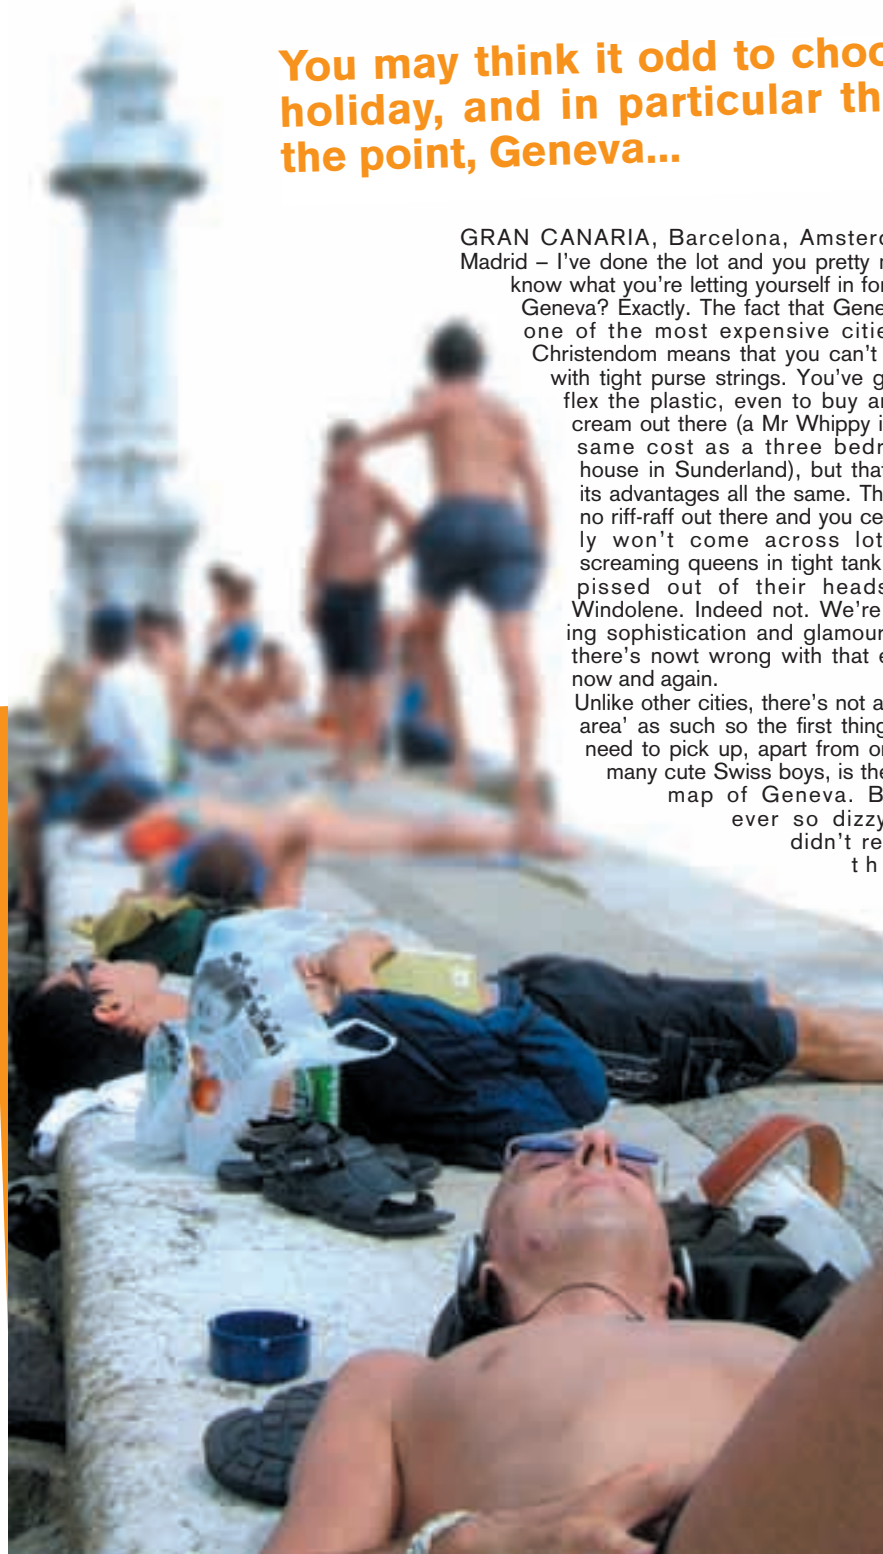 You may think it odd to choo
holiday, and in particular th
the point, Geneva...
GRAN CANARIA, Barcelona, Amsterd
Madrid – I've done the lot and you pretty m
know what you're letting yourself in for
Geneva? Exactly. The fact that Gene
one of the most expensive citie
Christendom means that you can't
with tight purse strings. You've g
flex the plastic, even to buy an
cream out there (a Mr Whippy i
same cost as a three bedr
house in Sunderland), but that
its advantages all the same. Th
no riff-raff out there and you ce
ly won't come across lot
screaming queens in tight tank
pissed out of their heads
Windolene. Indeed not. We're
ing sophistication and glamour
there's nowt wrong with that e
now and again.
Unlike other cities, there's not a
area' as such so the first thing
need to pick up, apart from on
many cute Swiss boys, is the
map of Geneva. B
ever so dizzy
didn't re
th